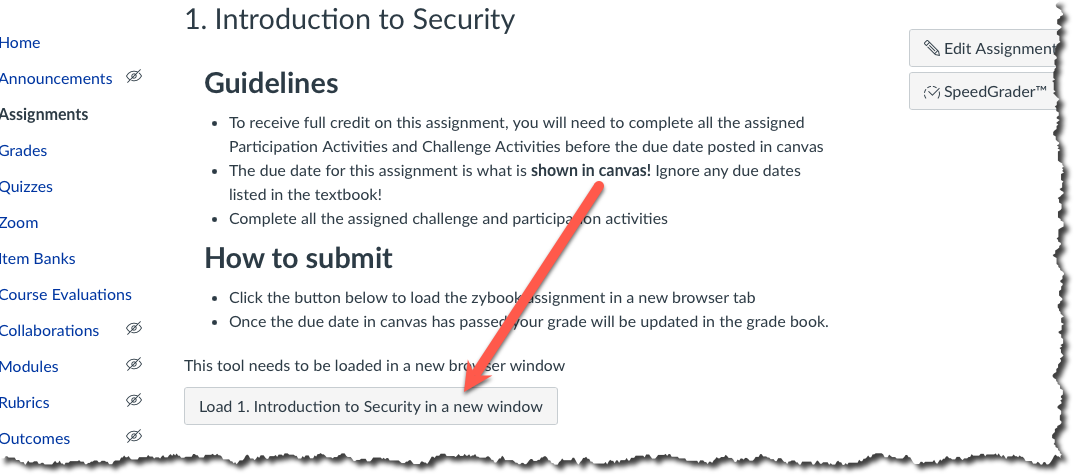 1. Introduction to Security
Home
Announcements
Assignments
Grades
Quizzes
Zoom
Item Banks
Course Evaluations
Collaborations
Modules
Rubrics
Outcomes
Guidelines
• To receive full credit on this assignment, you will need to complete all the assigned
Participation Activities and Challenge Activities before the due date posted in canvas
• The due date for this assignment is what is shown in canvas! Ignore any due dates
listed in the textbook!
• Complete all the assigned challenge and participation activities
How to submit
• Click the button below to load the zybook assignment in a new browser tab
• Once the due date in canvas has passed your grade will be updated in the grade book.
This tool needs to be loaded in a new browser window
Load 1. Introduction to Security in a new window
Edit Assignment
SpeedGrader™